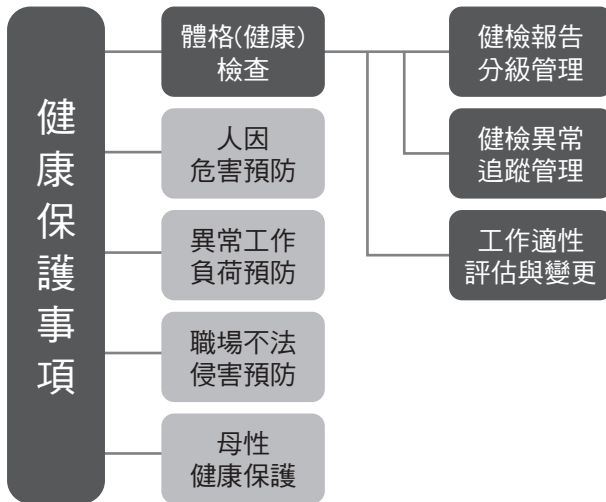 健康保護事項
體格(健康)
檢查
人因
危害預防
異常工作
負荷預防
職場不法
侵害預防
母性
健康保護
健檢報告
分級管理
健檢異常
追蹤管理
工作適性
評估與變更